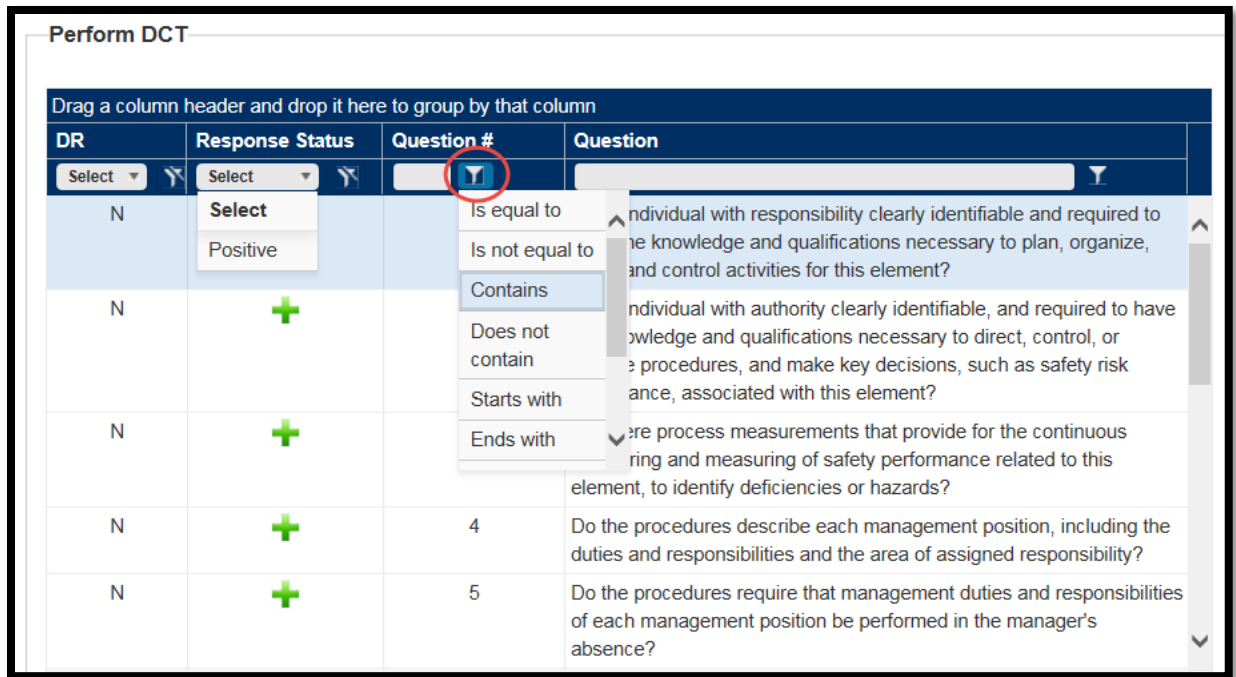 Perform DCT
Drag a column header and drop it here to group by that column
DR Response Status Question # Question
Select Select
N Select Is equal to ndividual with responsibility clearly identifiable and required to
Positive Is not equal to he knowledge and qualifications necessary to plan, organize,
and control activities for this element?
Contains
N ndividual with authority clearly identifiable, and required to have
Does not owledge and qualifications necessary to direct, control, or
contain e procedures, and make key decisions, such as safety risk
Starts with ance, associated with this element?
N Ends with ere process measurements that provide for the continuous
ring and measuring of safety performance related to this
element, to identify deficiencies or hazards?
N 4 Do the procedures describe each management position, including the
duties and responsibilities and the area of assigned responsibility?
N 5 Do the procedures require that management duties and responsibilities
of each management position be performed in the manager's
absence?